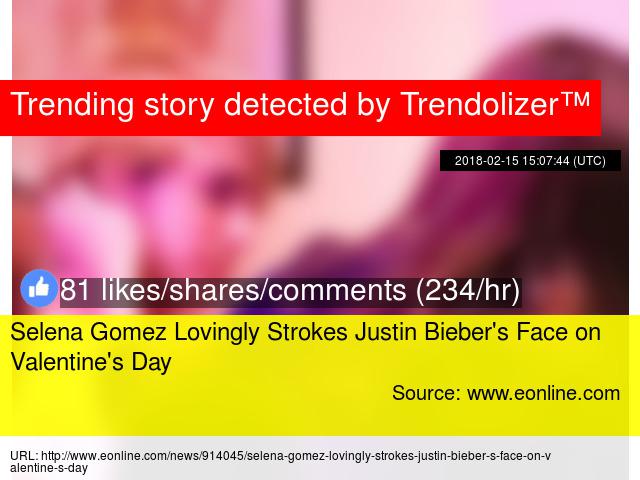 Trending story detected by Trendolizer™
2018-02-15 15:07:44 (UTC)
81 likes/shares/comments (234/hr)
Selena Gomez Lovingly Strokes Justin Bieber's Face on
Valentine's Day
Source: www.eonline.com
URL: http://www.eonline.com/news/914045/selena-gomez-lovingly-strokes-justin-bieber-s-face-on-v
alentine-s-day